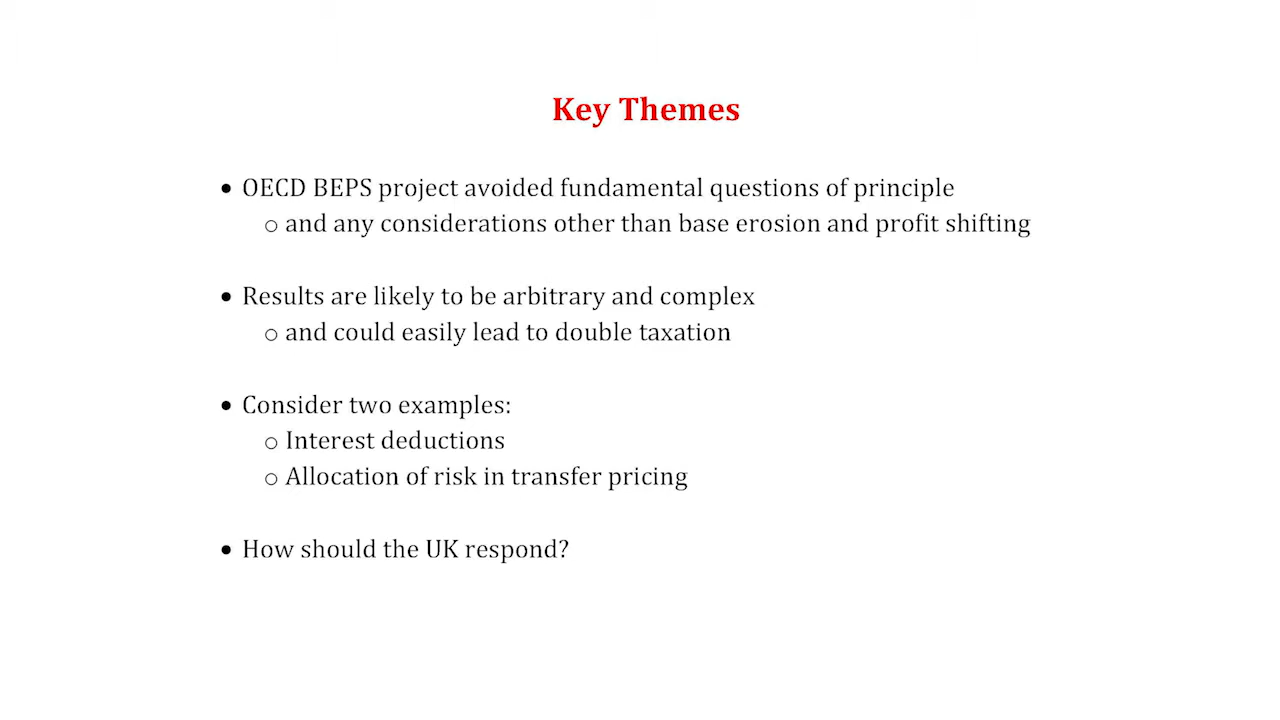 Key Themes
• OECD BEPS project avoided fundamental questions of principle
o and any considerations other than base erosion and profit shifting
• Results are likely to be arbitrary and complex
o and could easily lead to double taxation
• Consider two examples:
o Interest deductions
o Allocation of risk in transfer pricing
• How should the UK respond?